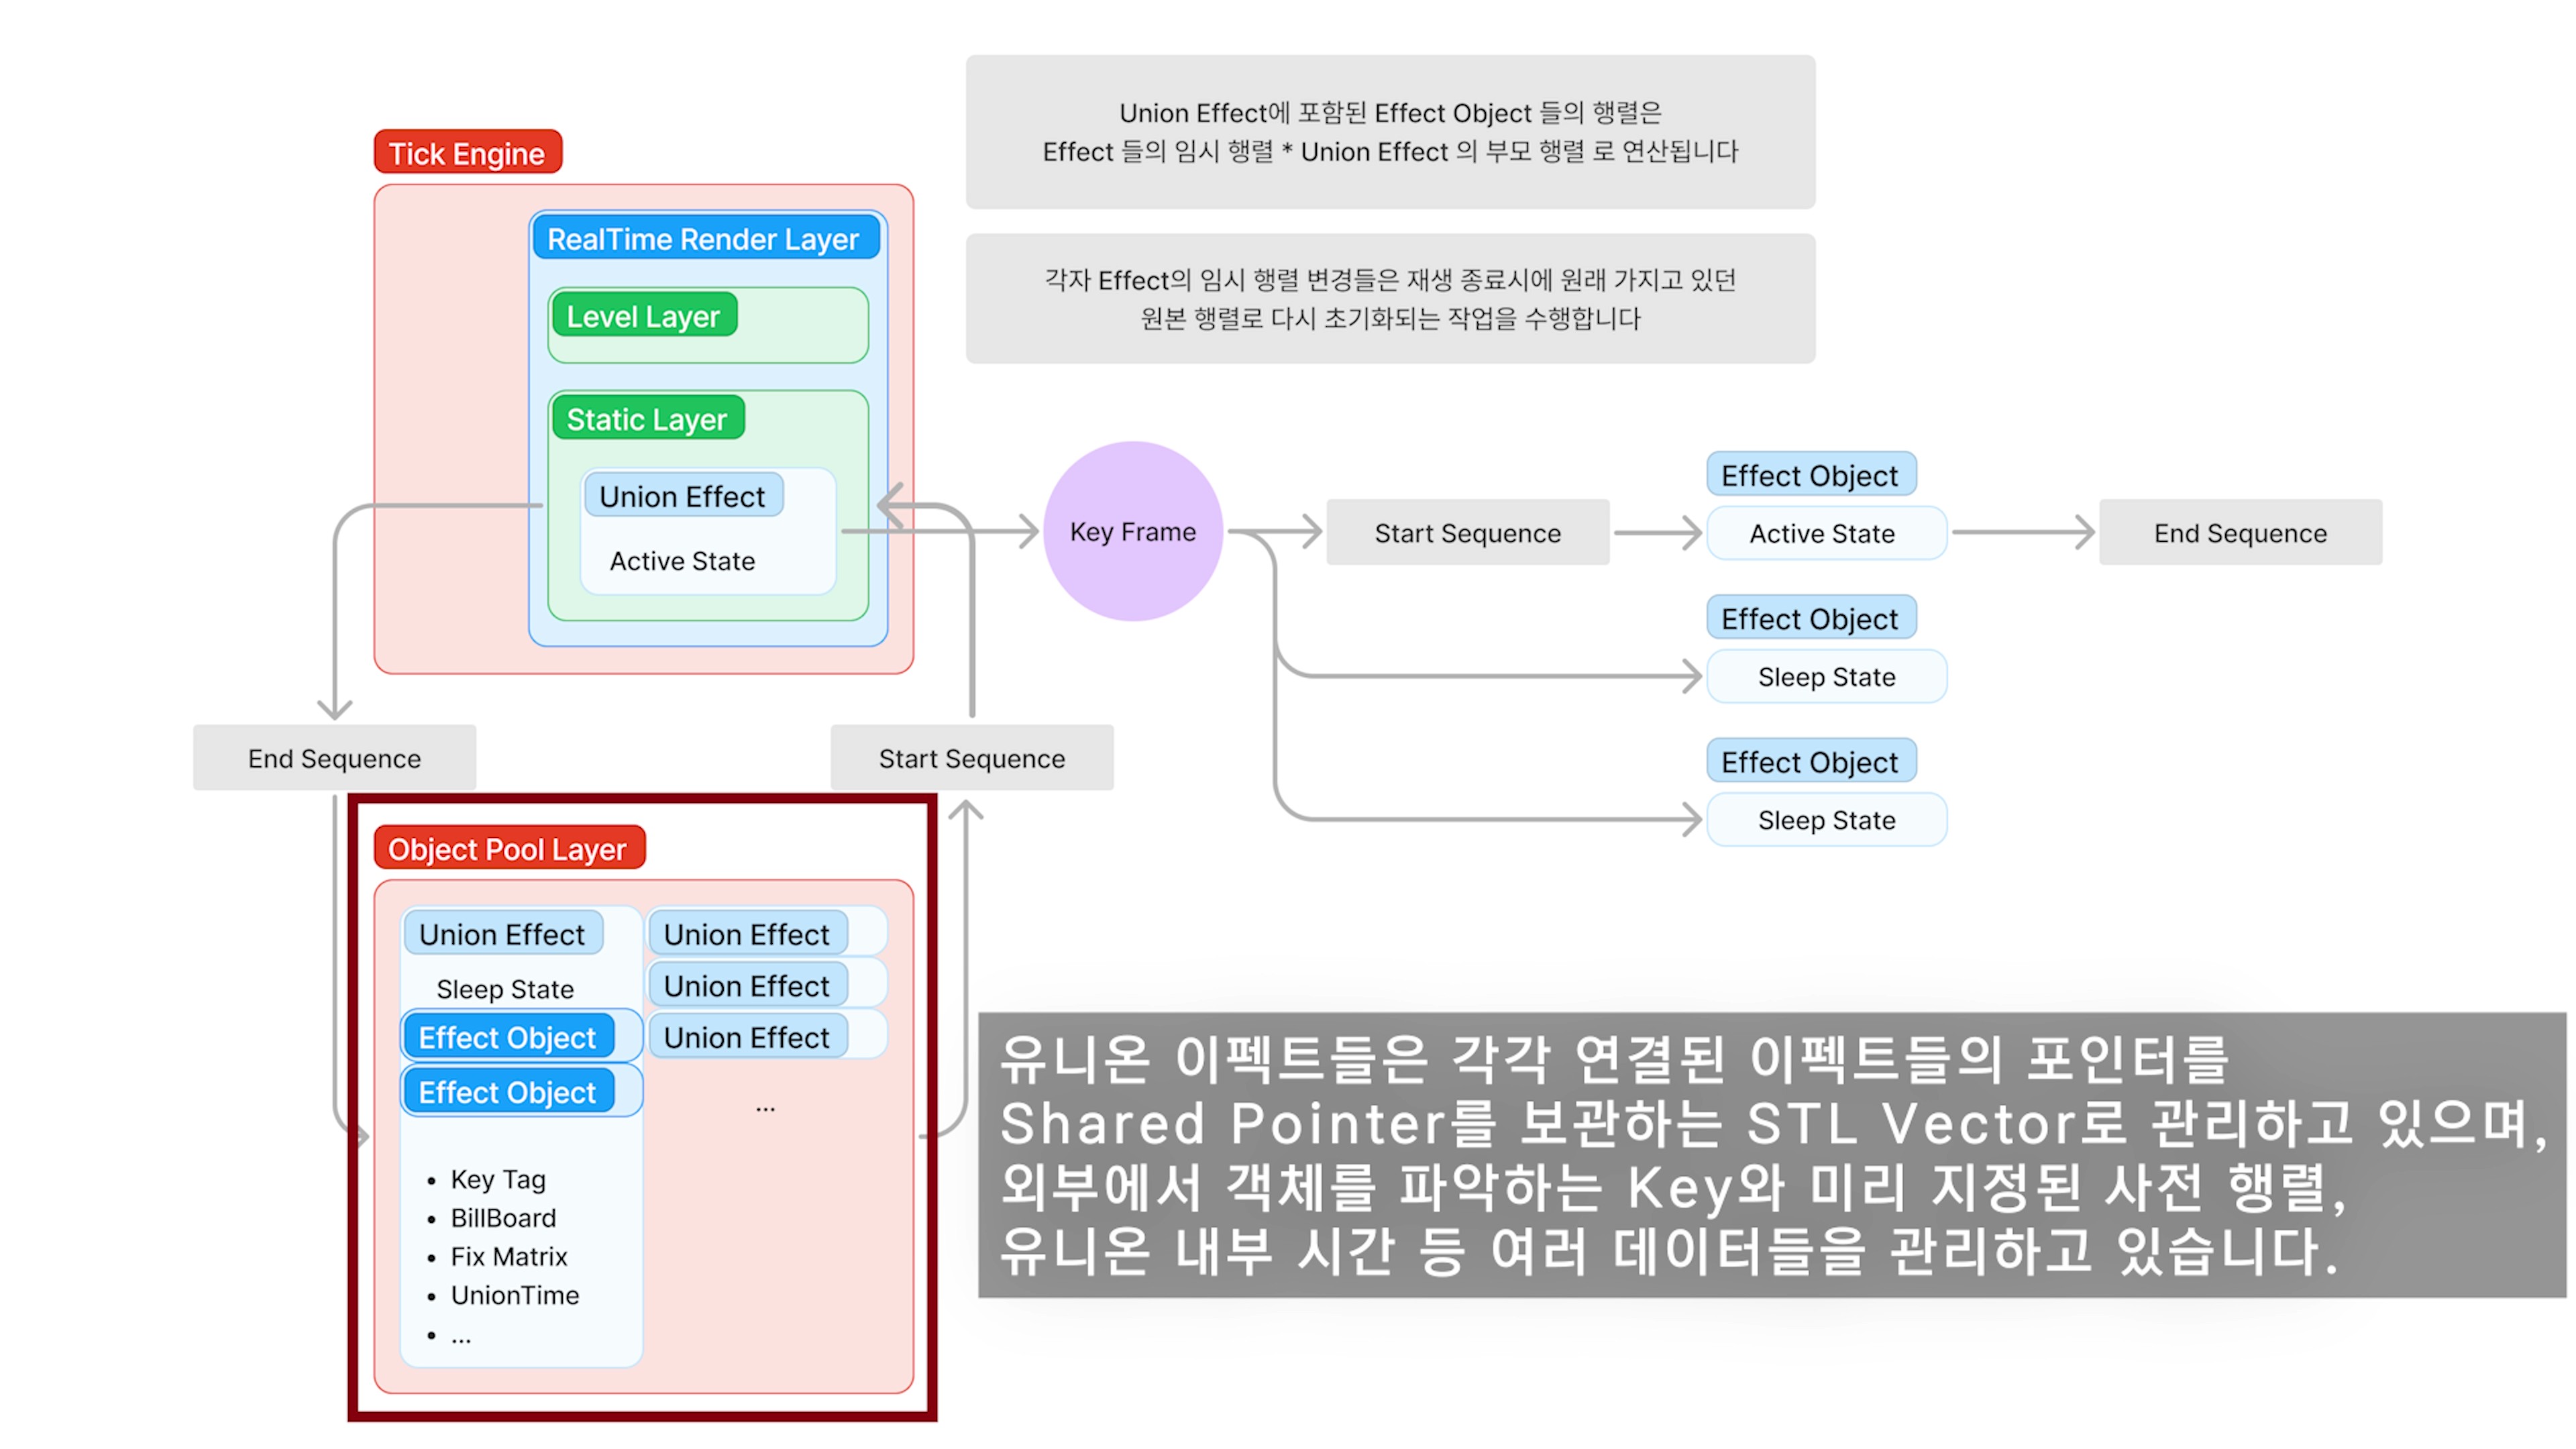 Union Effect에 포함된 Effect Object 들의 행렬은
Effect 들의 임시 행렬 * Union Effect 의 부모 행렬 로 연산됩니다
각자 Effect의 임시 행렬 변경들은 재생 종료시에 원래 가지고 있던
원본 행렬로 다시 초기화되는 작업을 수행합니다
Tick Engine
RealTime Render Layer
Level Layer
Static Layer
Union Effect
Active State
Key Frame
Start Sequence
Effect Object
Active State
End Sequence
Effect Object
Sleep State
Effect Object
Sleep State
End Sequence
Start Sequence
Object Pool Layer
Union Effect
Sleep State
Effect Object
Effect Object
• Key Tag
• BillBoard
• Fix Matrix
• UnionTime
• ...
Union Effect
Union Effect
Union Effect
...
유니온 이펙트들은 각각 연결된 이펙트들의 포인터를
Shared Pointer를 보관하는 STL Vector로 관리하고 있으며,
외부에서 객체를 파악하는 Key와 미리 지정된 사전 행렬,
유니온 내부 시간 등 여러 데이터들을 관리하고 있습니다.